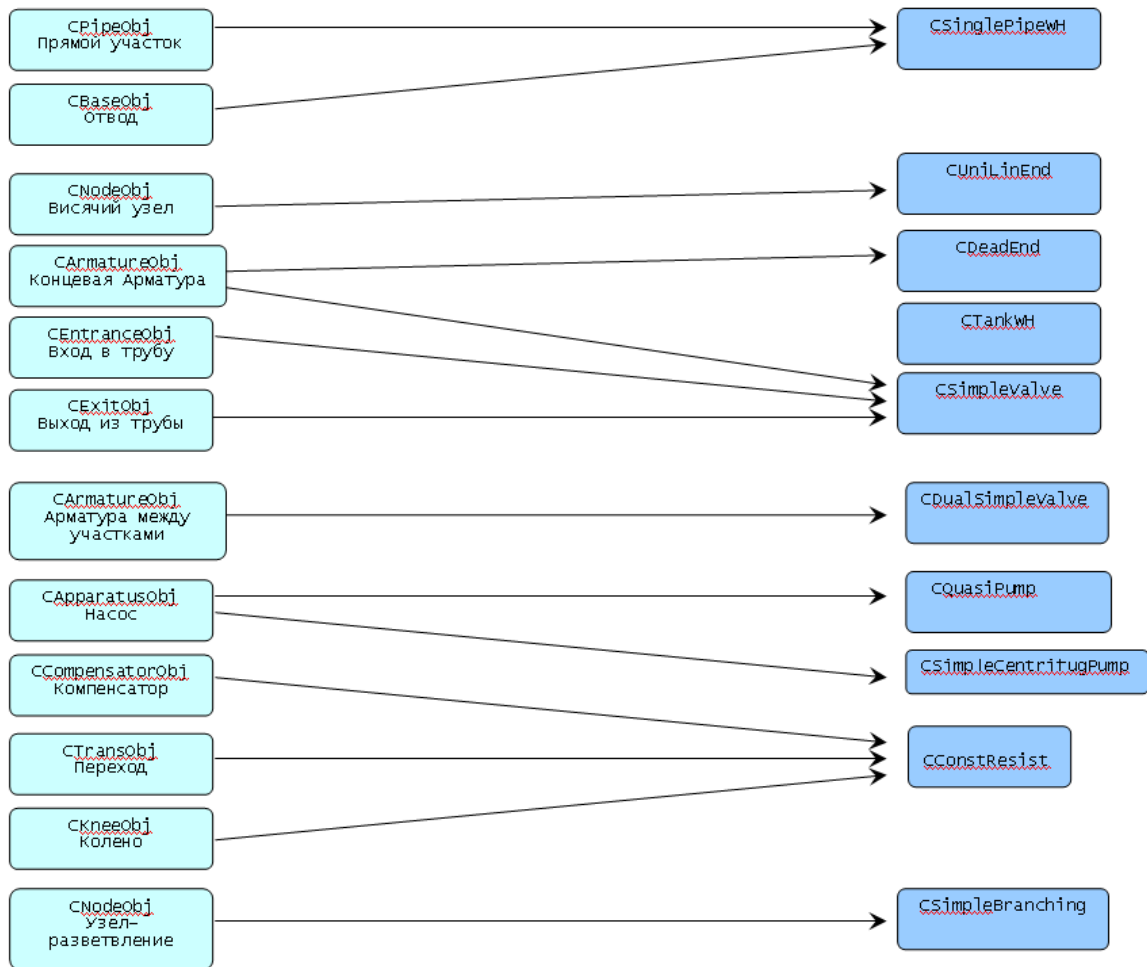 CPipeObj
Прямой участок
CSinglePipeWH
CBaseObj
Отвод
CNodeObj
Висячий узел
CUniLinEnd
CArmatureObj
Концевая Арматура
CDeadEnd
CEntranceObj
Вход в трубу
CTankWH
CExitObj
Выход из трубы
CSimpleValve
CArmatureObj
Арматура между
участками
CDualSimpleValve
CApparatusObj
Насос
CQuasiPump
CCompensatorObj
Компенсатор
CSimpleCentrifugPump
CTransObj
Переход
CConstResist
CKneeObj
Колено
CNodeObj
Узел-
разветвление
CSimpleBranching